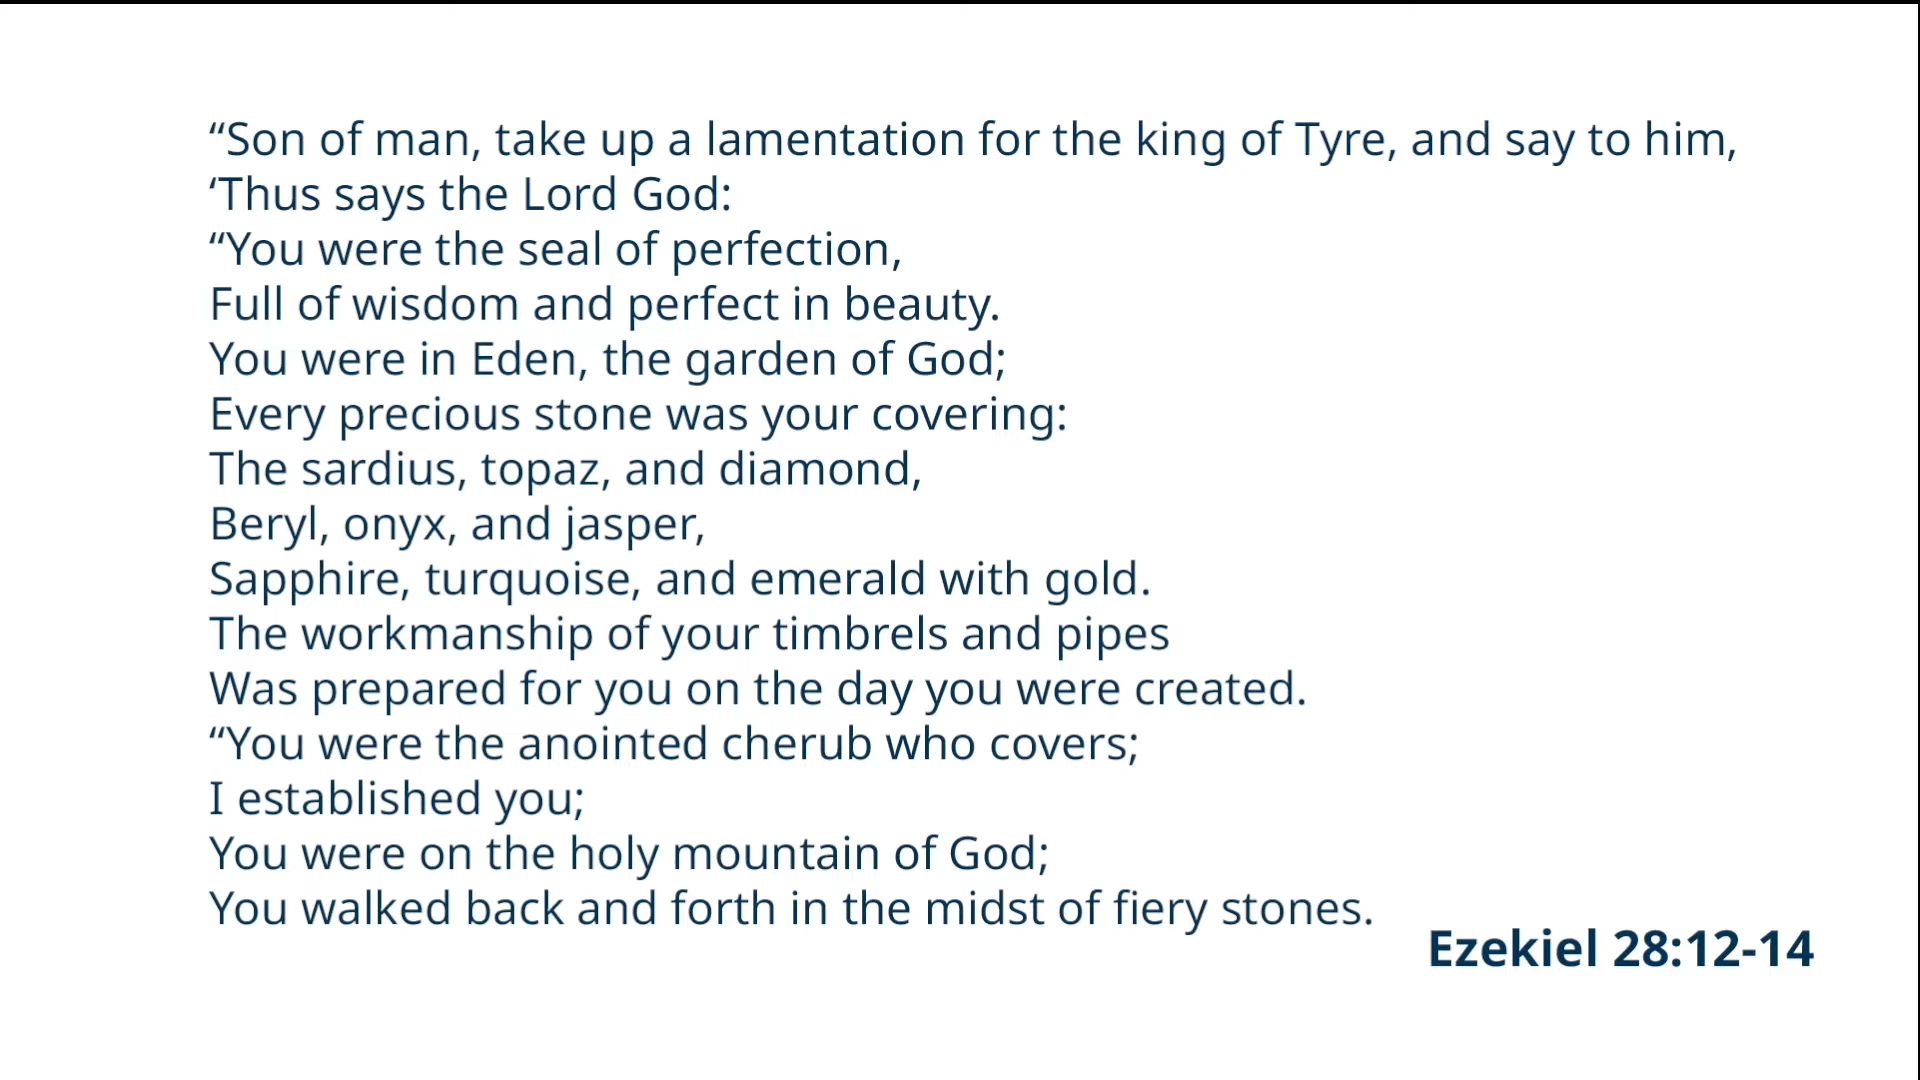 “Son of man, take up a lamentation for the king of Tyre, and say to him,
‘Thus says the Lord God:
“You were the seal of perfection,
Full of wisdom and perfect in beauty.
You were in Eden, the garden of God;
Every precious stone was your covering:
The sardius, topaz, and diamond,
Beryl, onyx, and jasper,
Sapphire, turquoise, and emerald with gold.
The workmanship of your timbrels and pipes
Was prepared for you on the day you were created.
“You were the anointed cherub who covers;
I established you;
You were on the holy mountain of God;
You walked back and forth in the midst of fiery stones.
Ezekiel 28:12-14